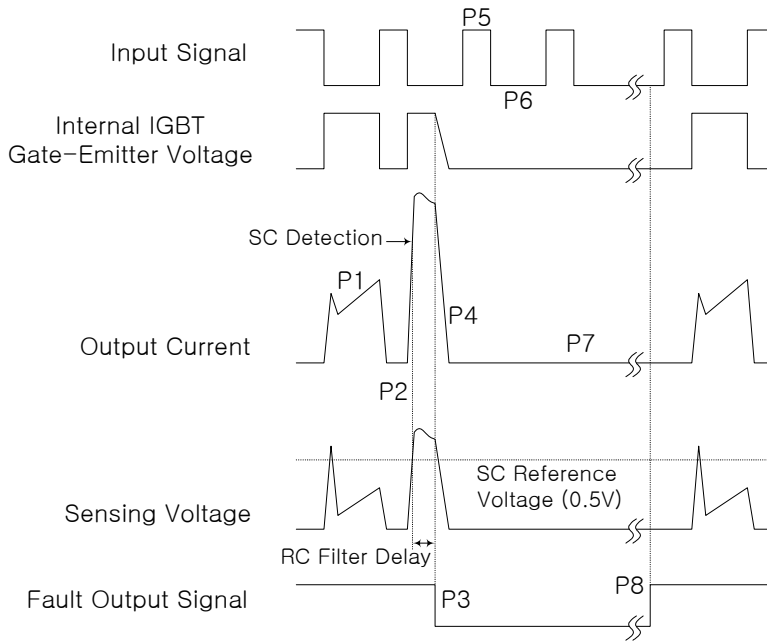 P5
Input Signal
P6
Internal IGBT
Gate-Emitter Voltage
SC Detection
P1
P4
Output Current
P7
P2
SC Reference
Voltage (0.5V)
Sensing Voltage
RC Filter Delay
P3
P8
Fault Output Signal